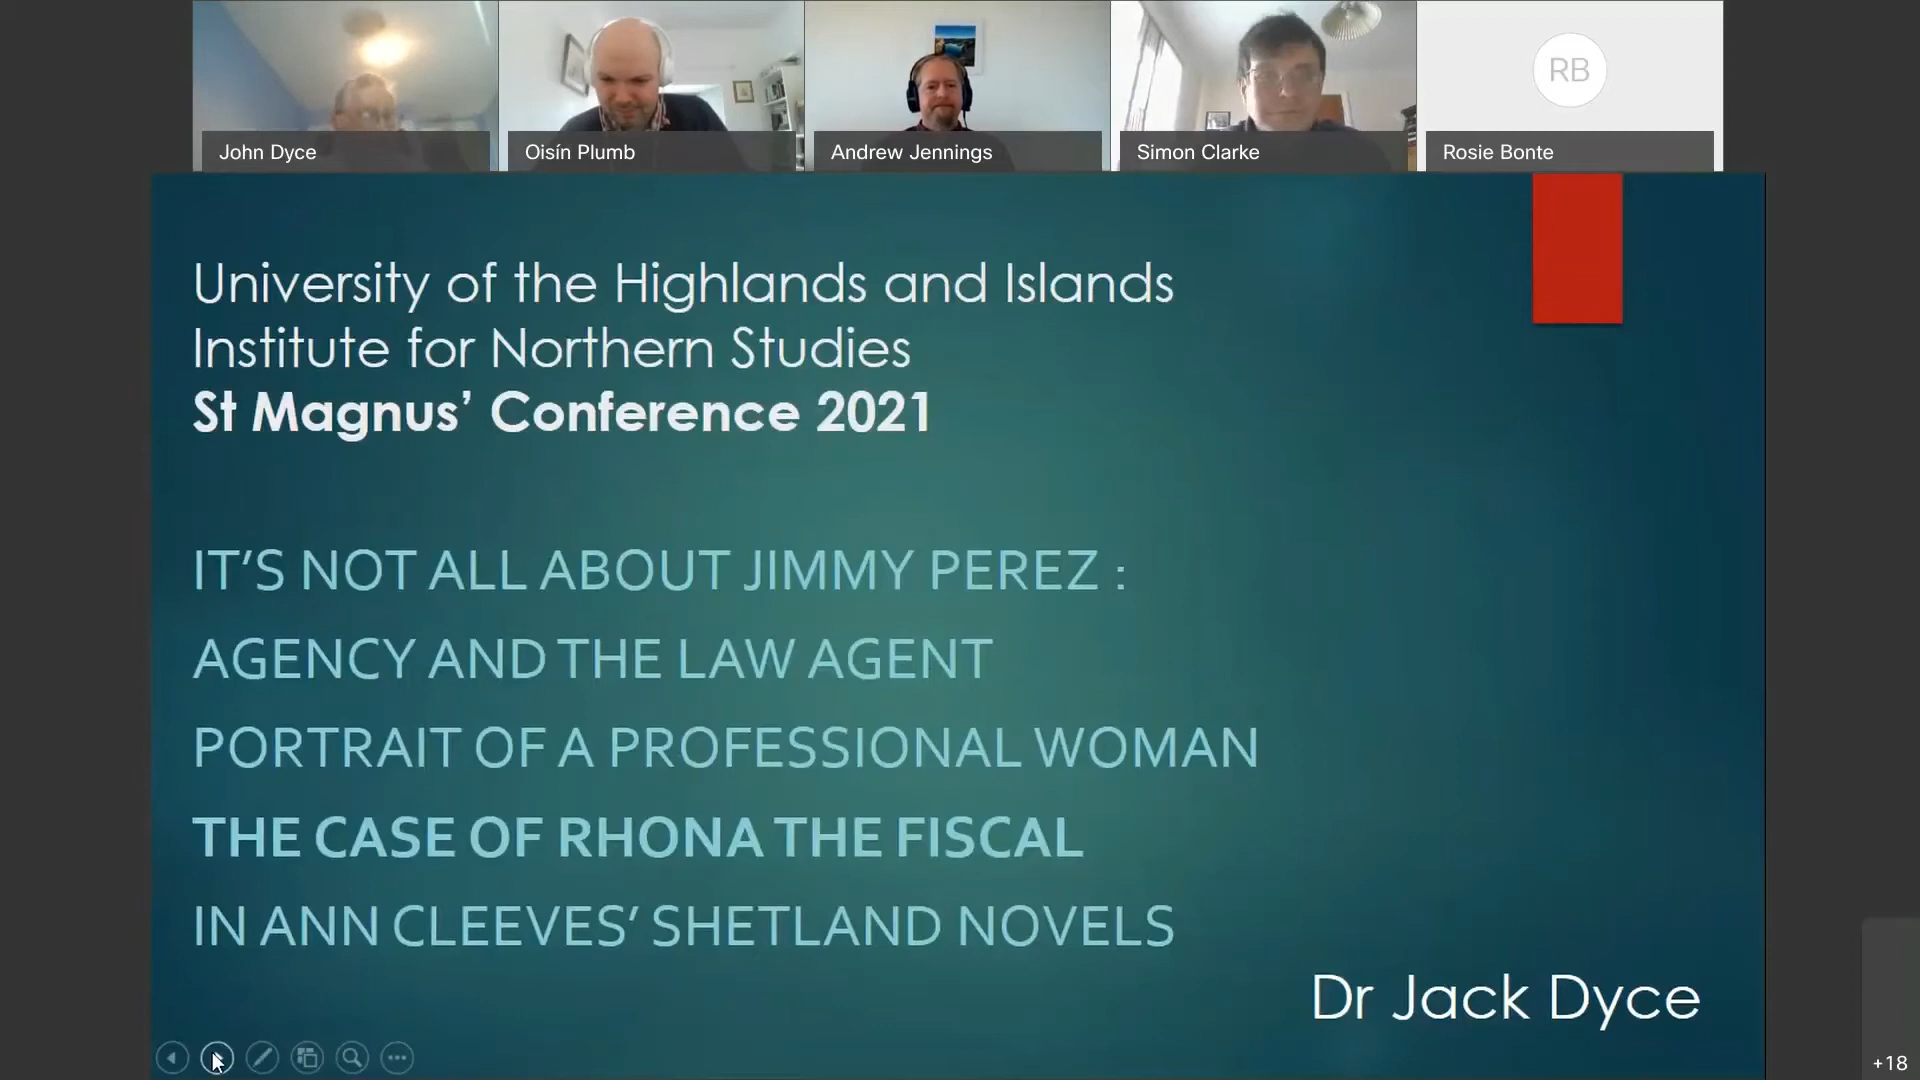 RB
John Dyce
Oisín Plumb
Andrew Jennings
Simon Clarke
Rosie Bonte
University of the Highlands and Islands
Institute for Northern Studies
St Magnus’ Conference 2021
IT’S NOT ALL ABOUT JIMMY PEREZ :
AGENCY AND THE LAW AGENT
PORTRAIT OF A PROFESSIONAL WOMAN
THE CASE OF RHONA THE FISCAL
IN ANN CLEEVES’ SHETLAND NOVELS
Dr Jack Dyce
+18